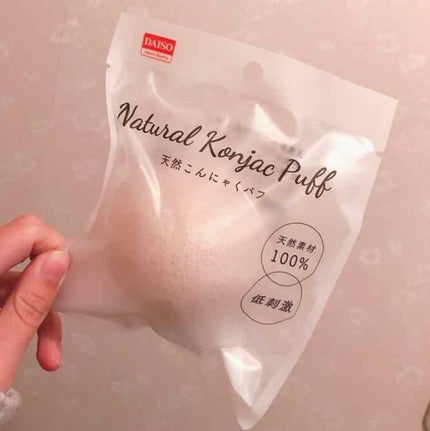 DAISO
Natural Konjac Puff
天然こんにゃくパフ
天然素材
100%
低刺激